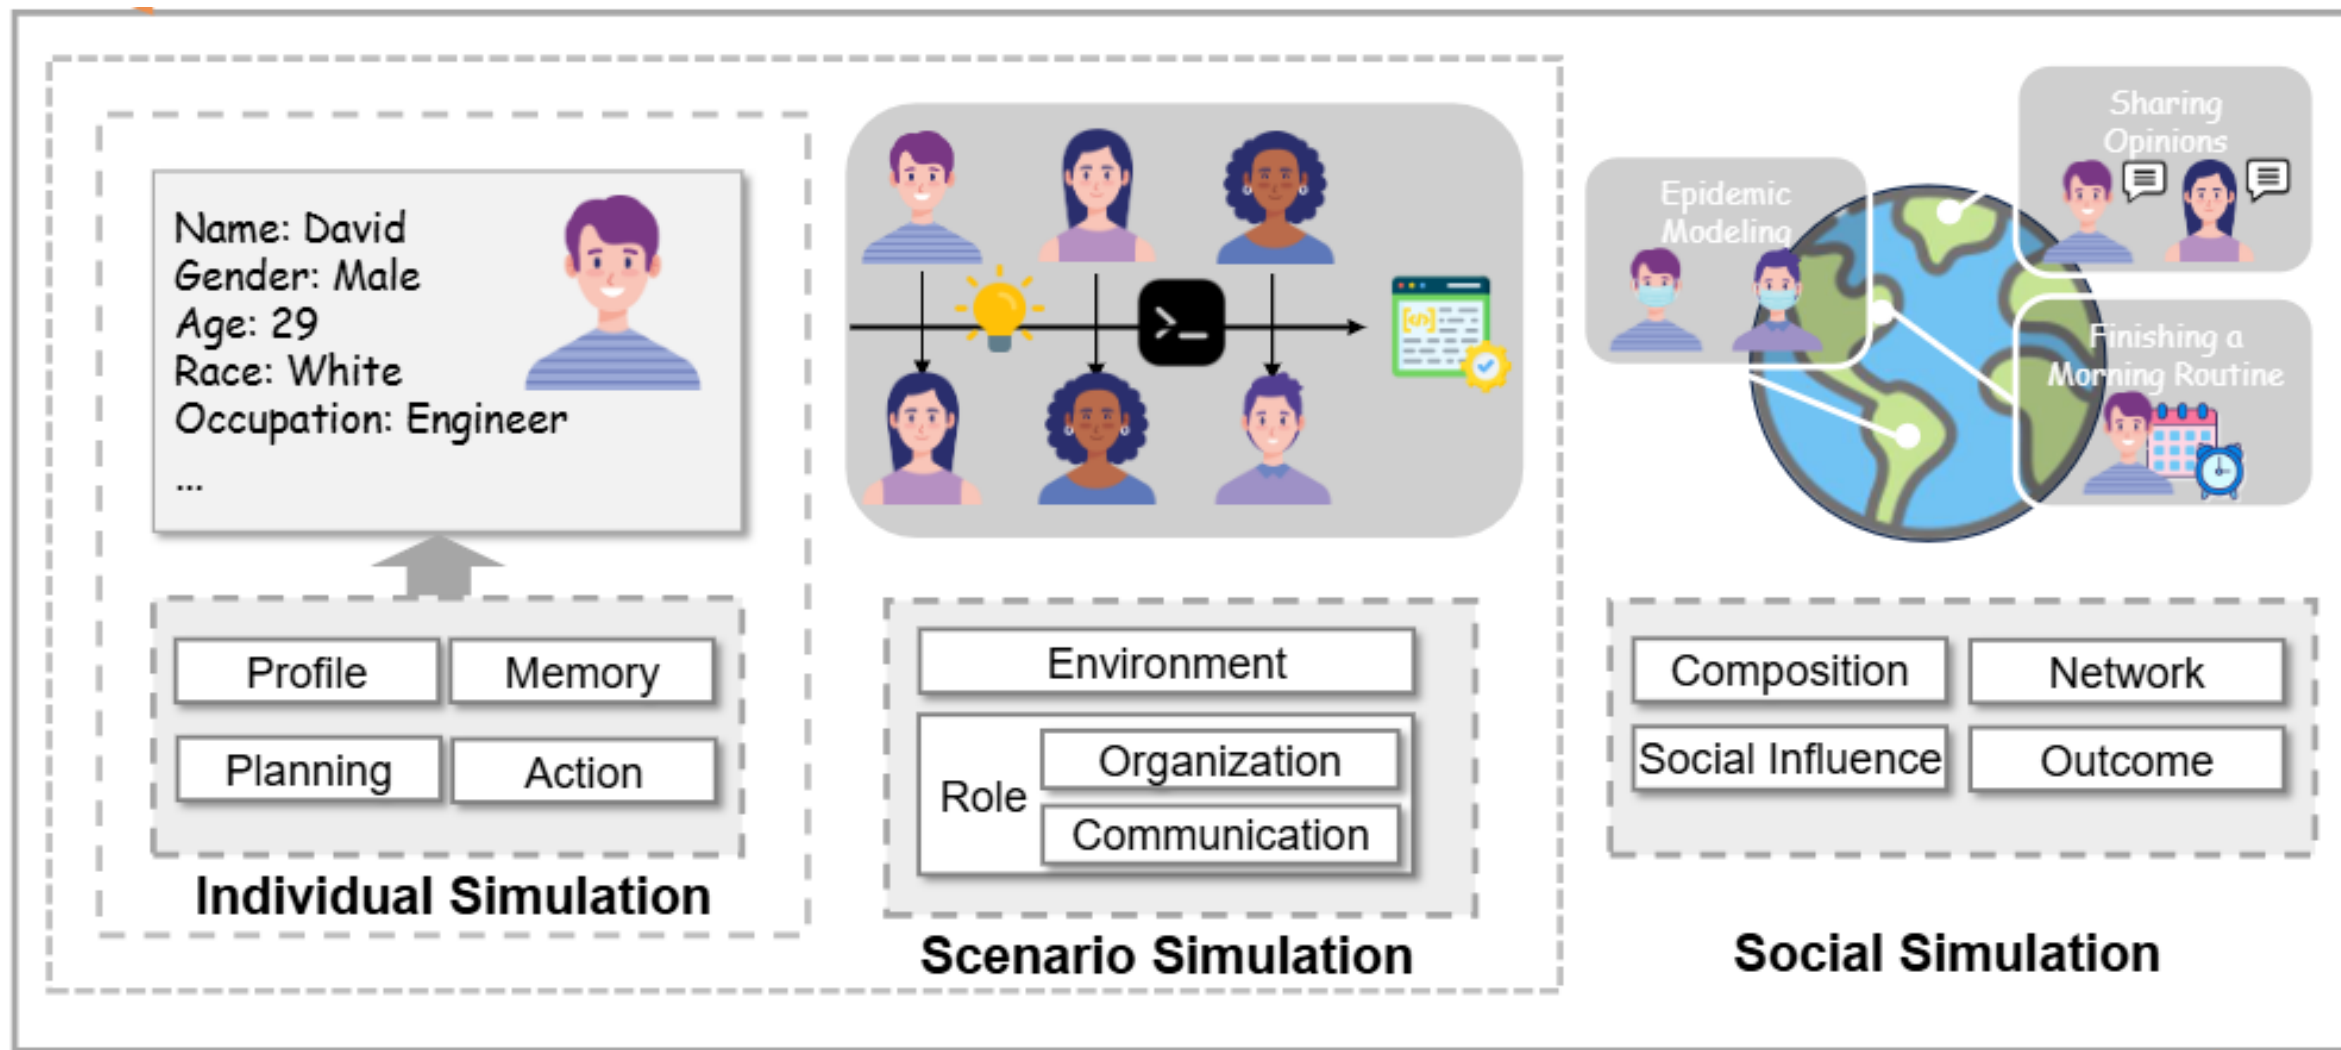 Name: David
Gender: Male
Age: 29
Race: White
Occupation: Engineer
...
Profile
Memory
Planning
Action
Individual Simulation
Environment
Role
Organization
Communication
Scenario Simulation
Epidemic
Modeling
Sharing
Opinions
Finishing a
Morning Routine
Composition
Network
Social Influence
Outcome
Social Simulation